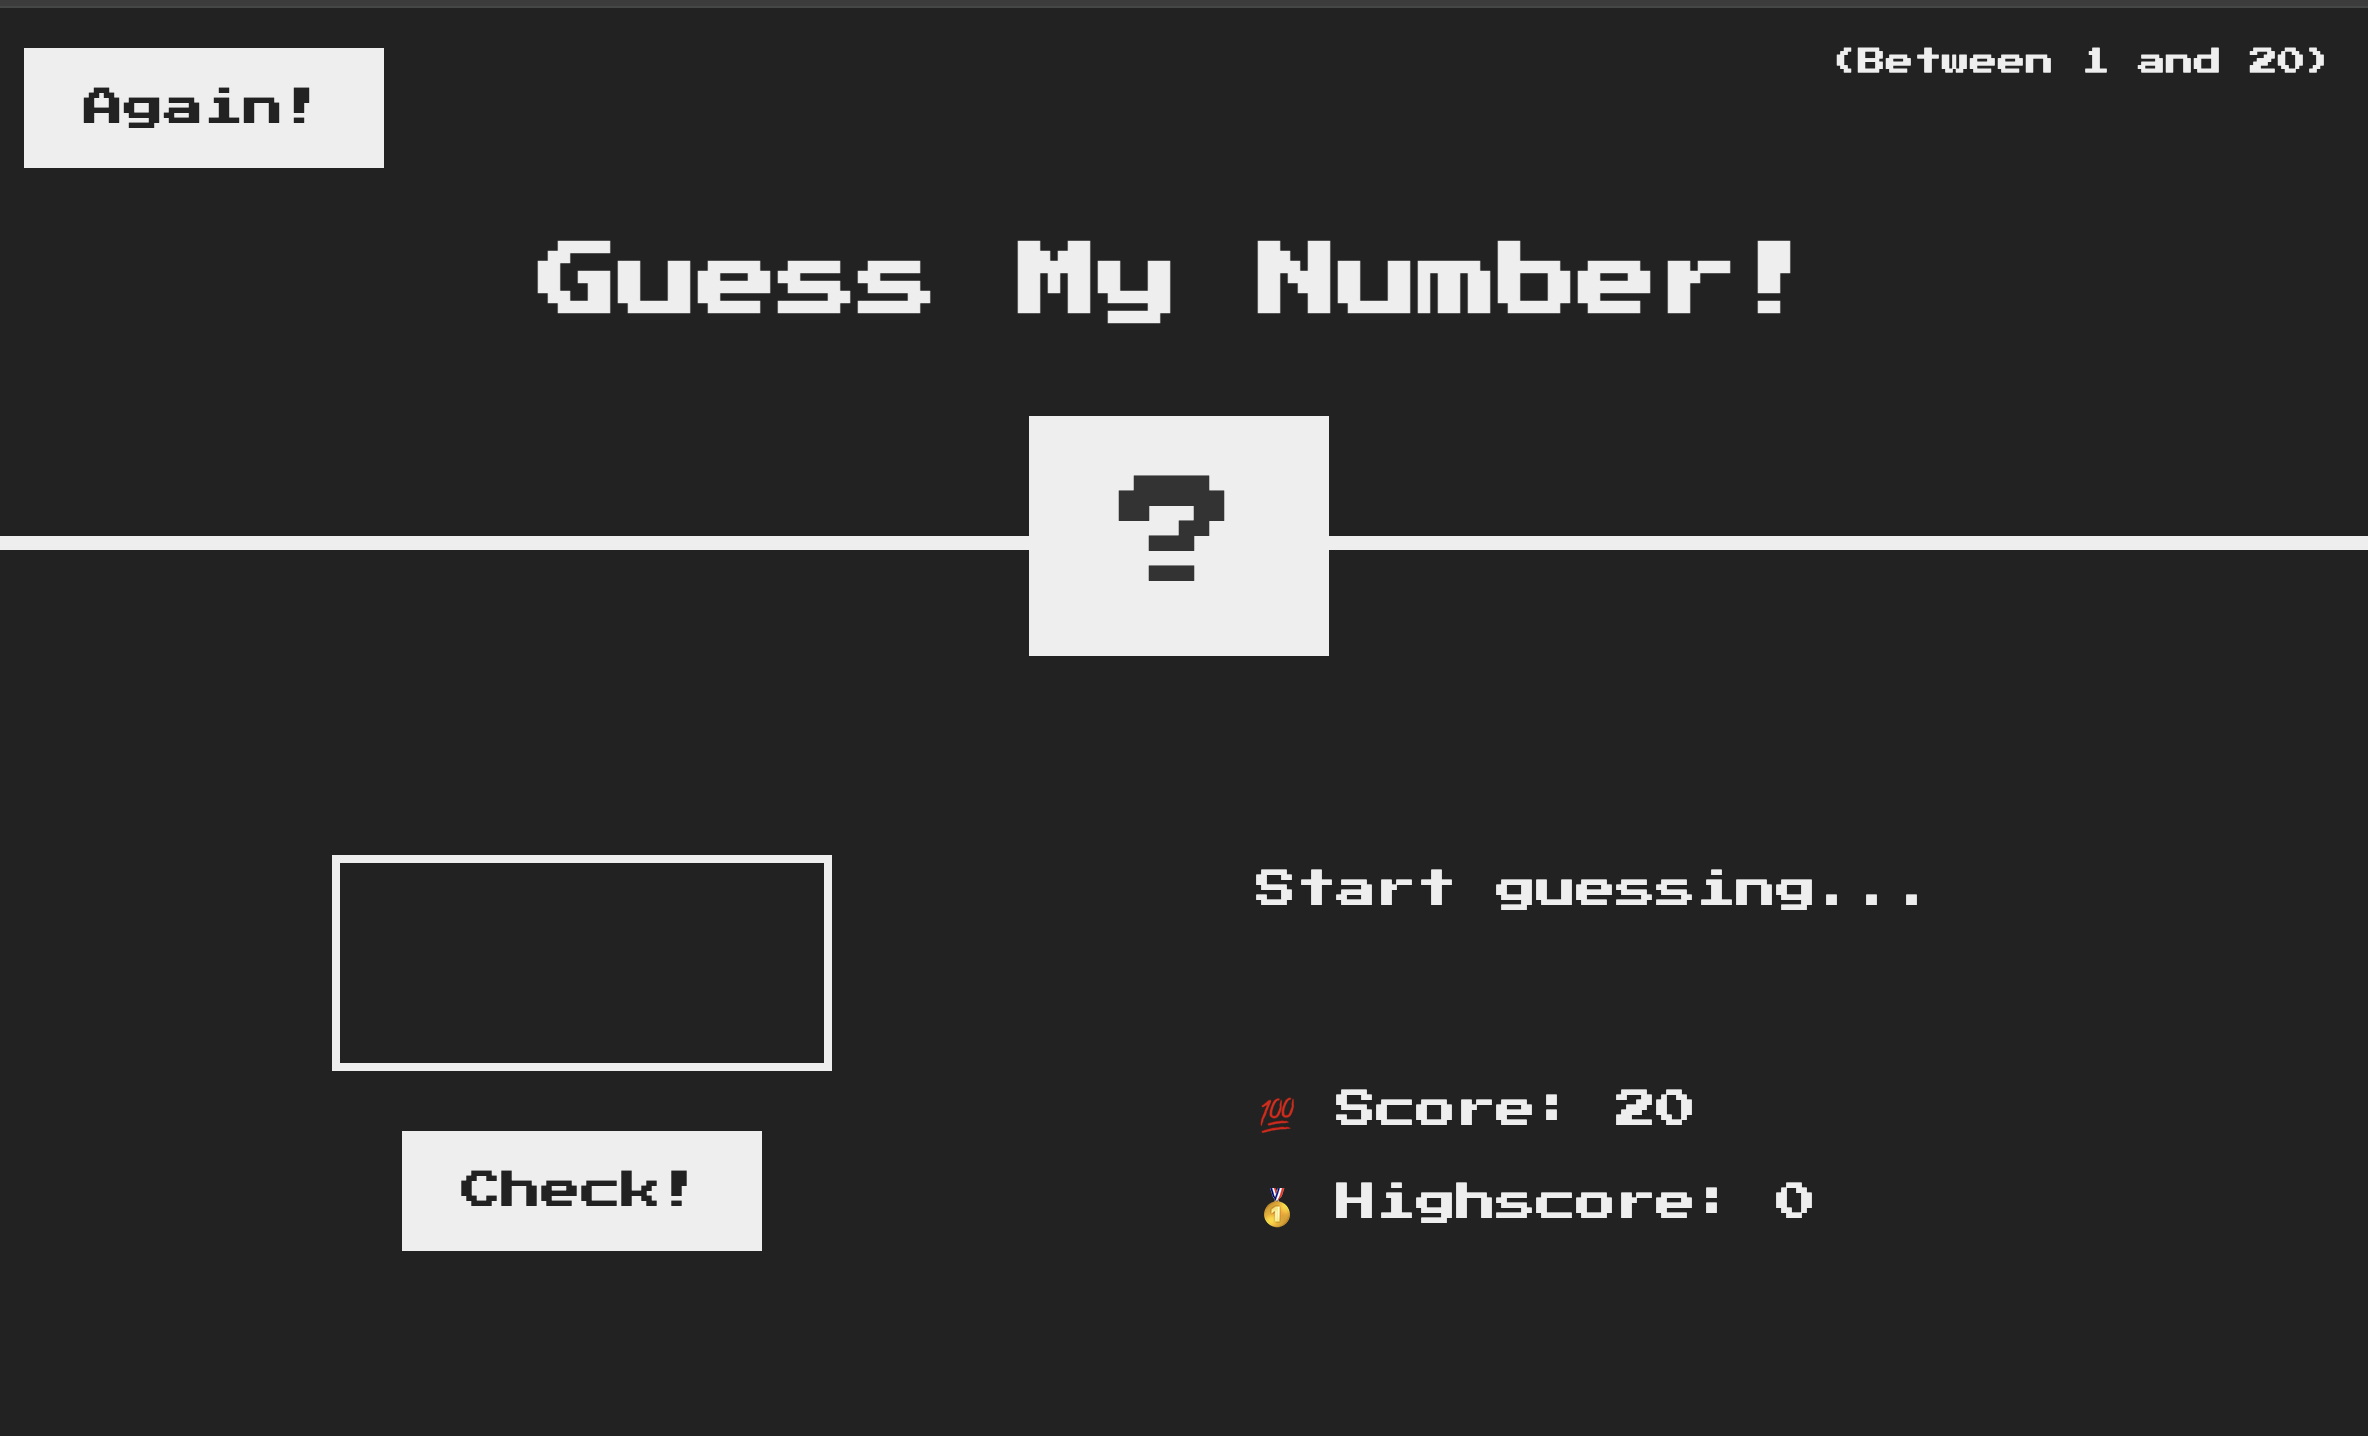 Again!
(Between 1 and 20)
Guess My Number!
?
Start guessing...
💯 Score: 20
🥇 Highscore: 0
Check!